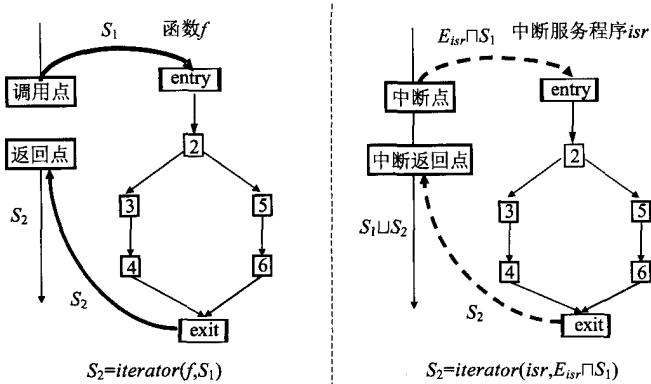 S₁
函数f
调用点
entry
返回点
2
3
5
S₂
4
6
S₂
exit
S₂=iterator(f,S₁)
E_isr⊓S₁
中断服务程序isr
中断点
entry
中断返回点
2
3
5
S₁⊔S₂
4
6
S₂
exit
S₂=iterator(isr,E_isr⊓S₁)